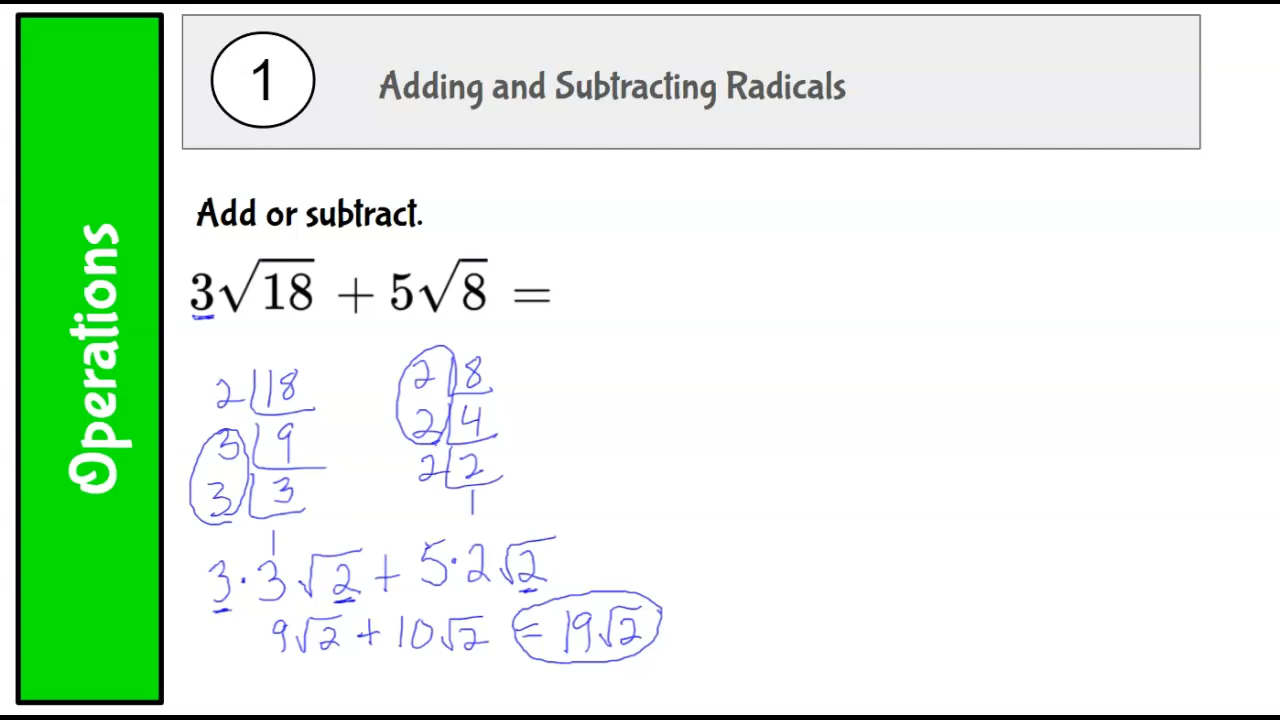 Operations
1
Adding and Subtracting Radicals
Add or subtract.
3√18 + 5√8 =
2 18
3 9
3 3
1
2 8
2 4
2 2
1
3·3√2 + 5·2√2
9√2 + 10√2 = 19√2